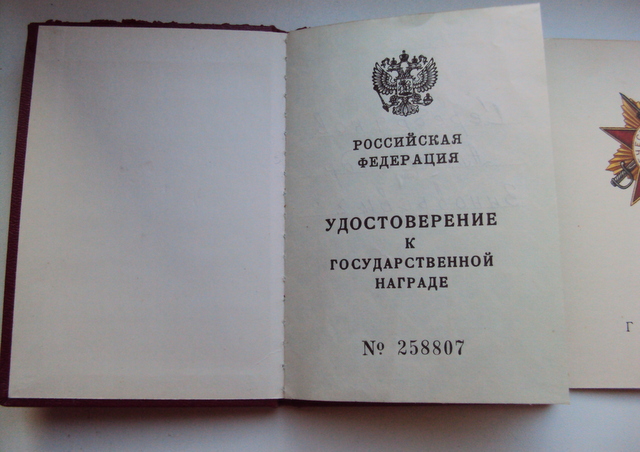 РОССИЙСКАЯ
ФЕДЕРАЦИЯ
УДОСТОВЕРЕНИЕ
К
ГОСУДАРСТВЕННОЙ
НАГРАДЕ
№ 258807
Г